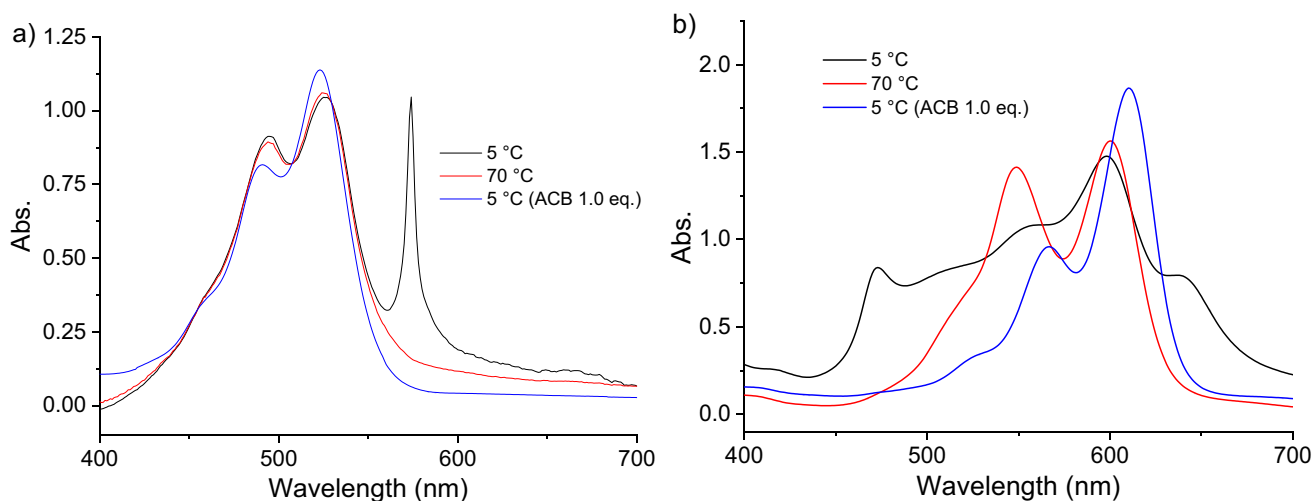 a)
1.25
1.00
0.75
0.50
0.25
0.00
Abs.
5 °C
70 °C
5 °C (ACB 1.0 eq.)
400
500
600
700
Wavelength (nm)
b)
2.0
1.5
1.0
0.5
0.0
Abs.
5 °C
70 °C
5 °C (ACB 1.0 eq.)
400
500
600
700
Wavelength (nm)